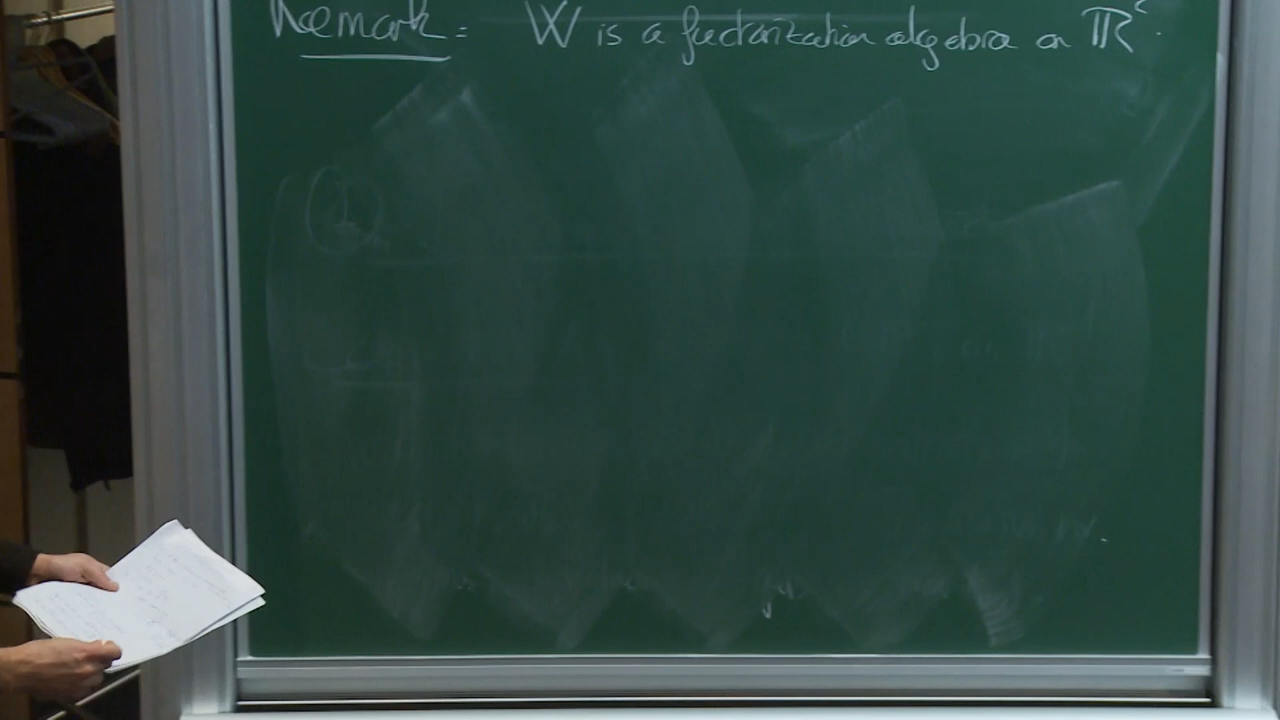 Remark: W is a factorization algebra on ℝ².